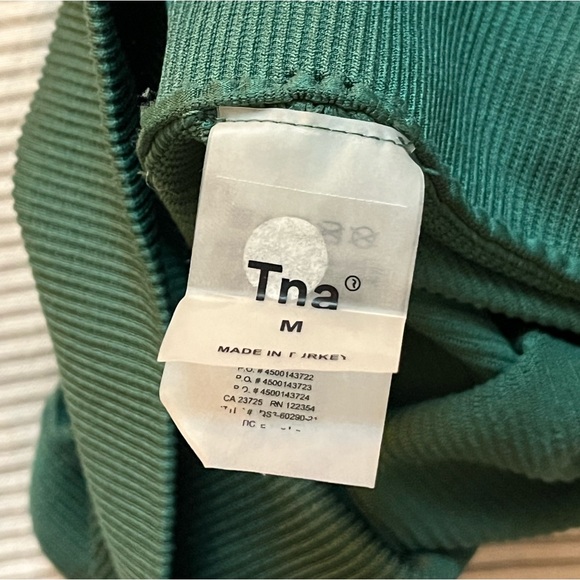 Tna®
M
MADE IN TURKEY
P.O. # 4500143722
P.O. # 4500143723
P.O. # 4500143724
CA 23725 RN 122354